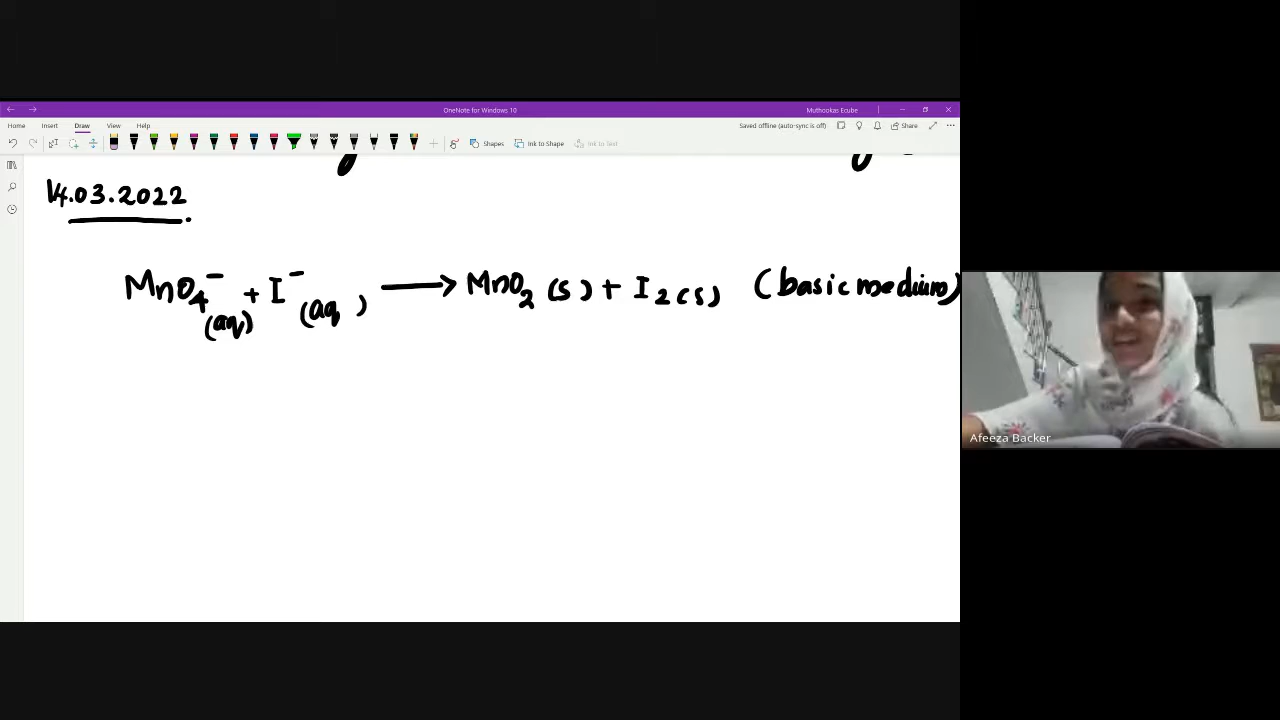 OneNote for Windows 10
Muthookas Ecube
Home Insert Draw View Help
Saved offline (auto-sync is off) Share
Shapes Ink to Shape Ink to Text
14.03.2022
MnO₄⁻(aq) + I⁻(aq) → MnO₂(s) + I₂(s) (basic medium)
Afeeza Backer